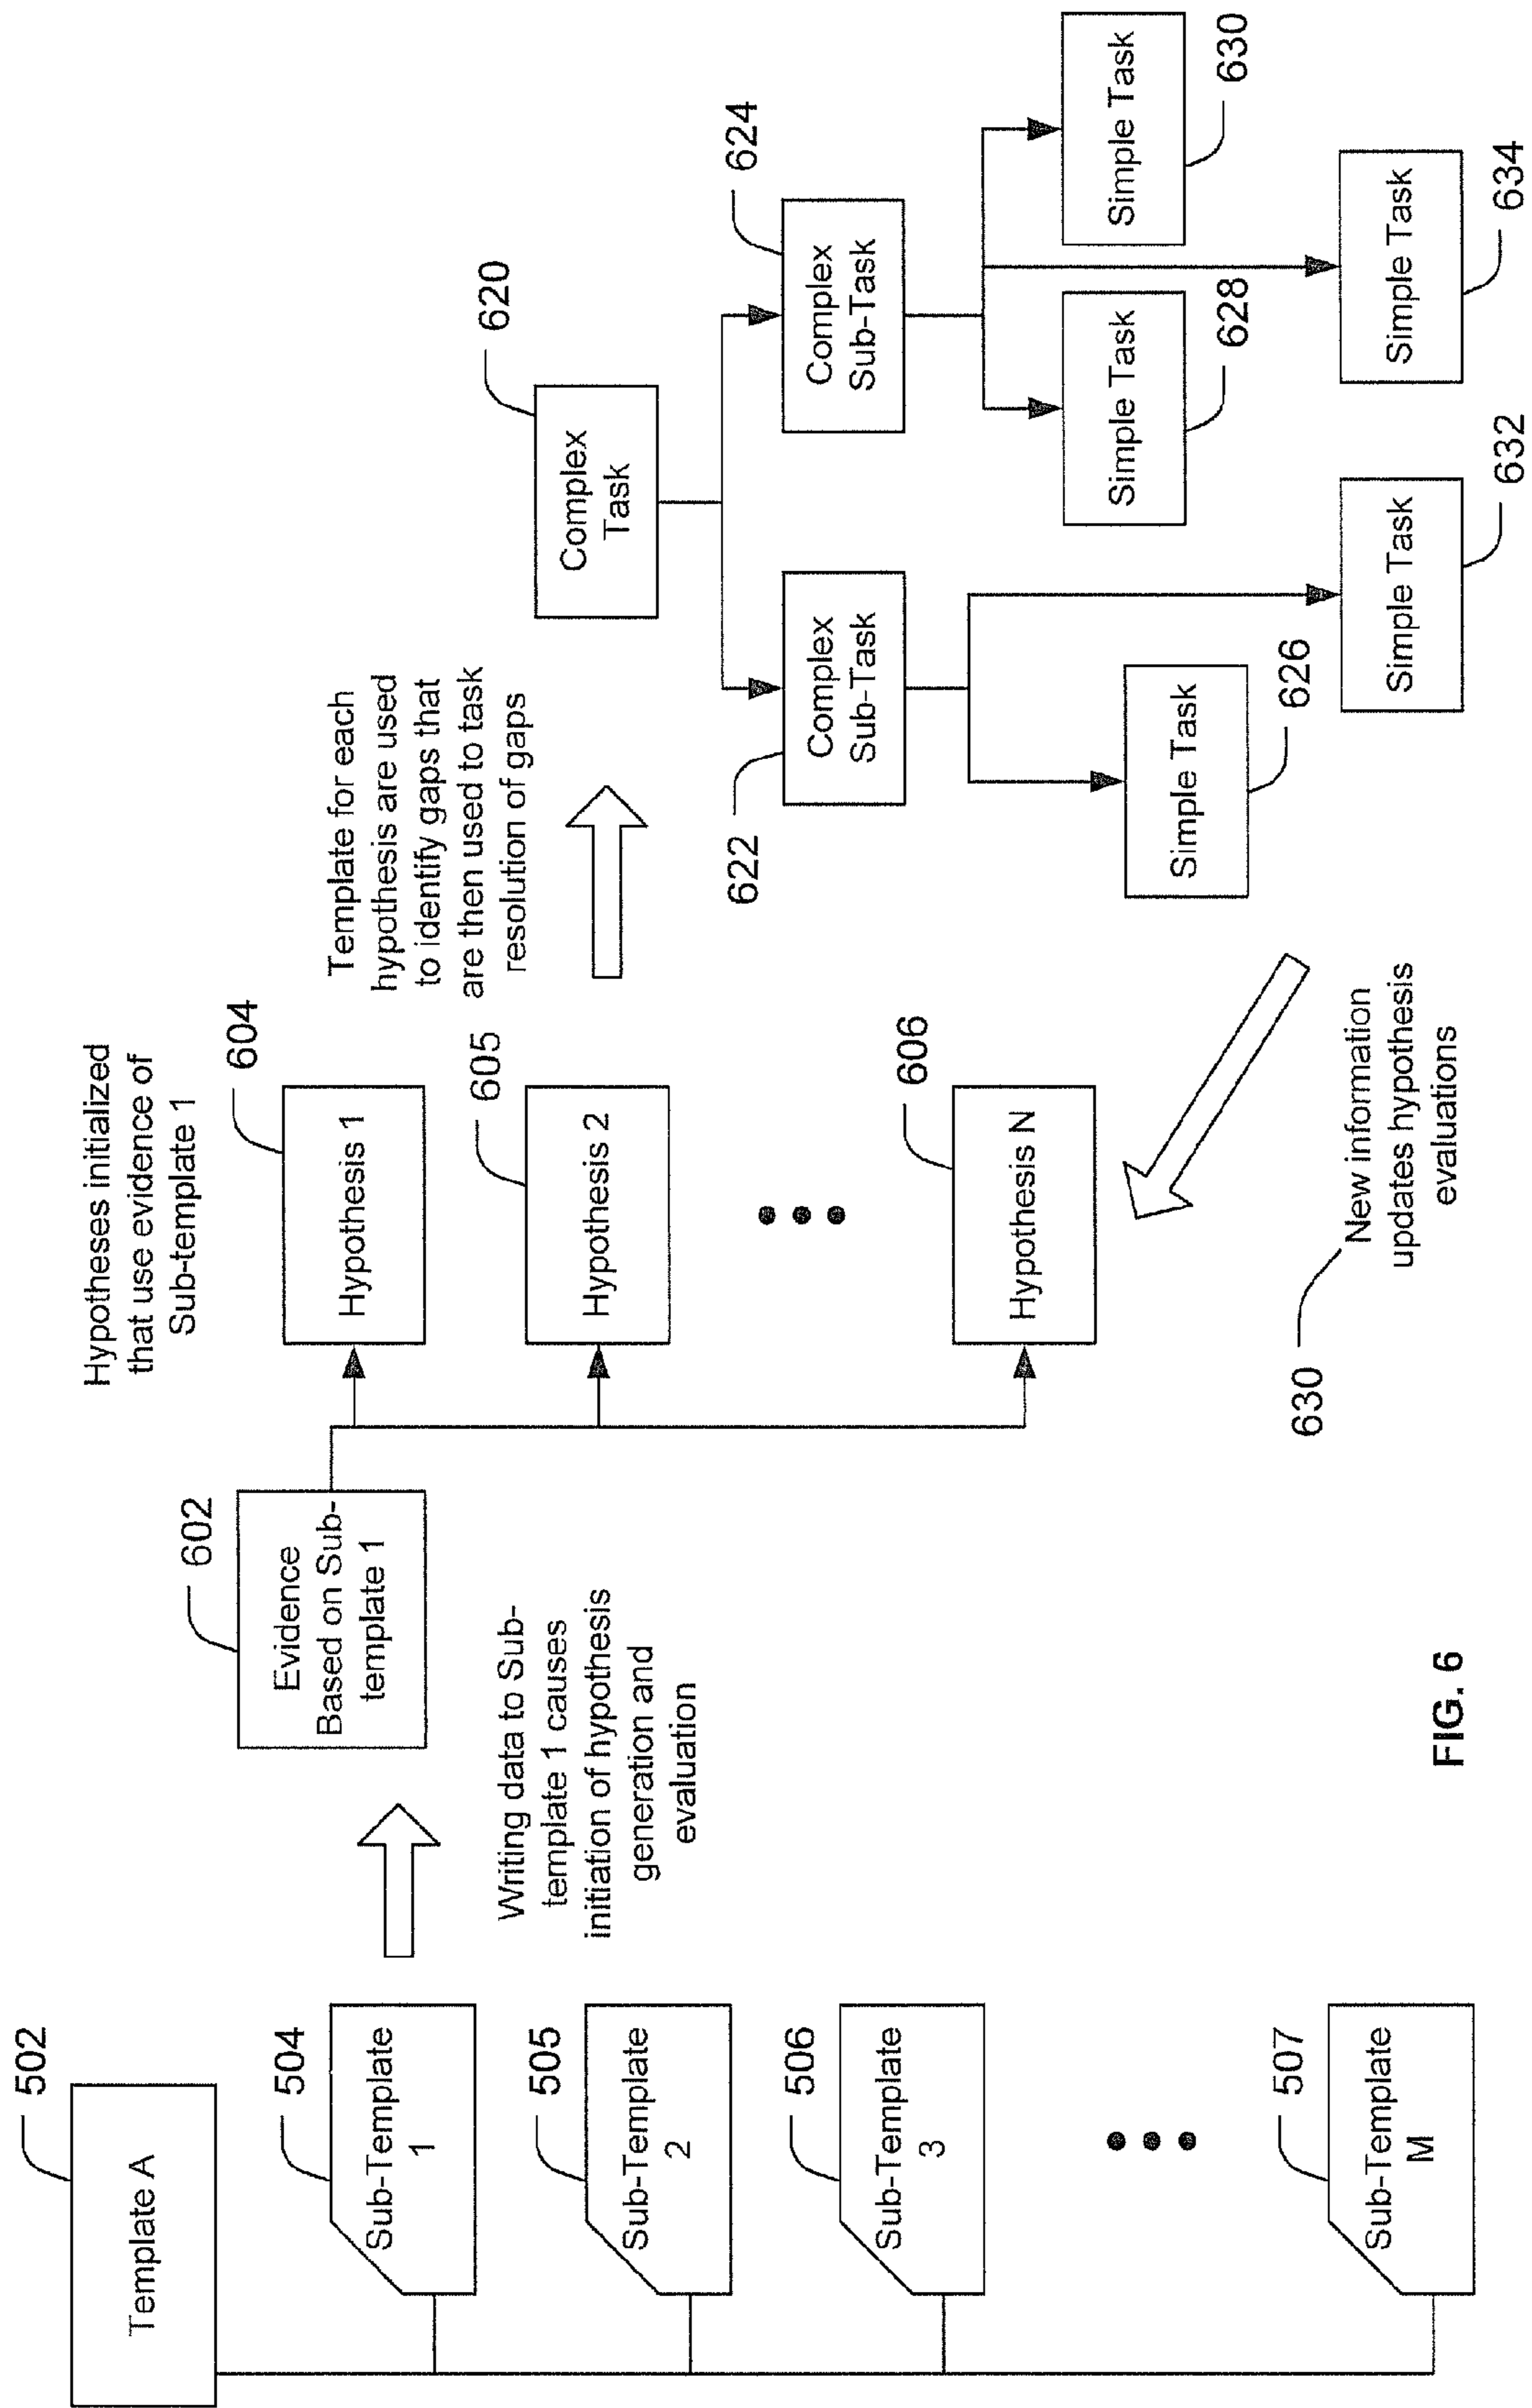 502
Template A
504
Sub-Template
1
505
Sub-Template
2
506
Sub-Template
3
507
Sub-Template
M
Writing data to Sub-
template 1 causes
initiation of hypothesis
generation and
evaluation
602
Evidence
Based on Sub-
template 1
Hypotheses initialized
that use evidence of
Sub-template 1
604
Hypothesis 1
605
Hypothesis 2
606
Hypothesis N
Template for each
hypothesis are used
to identify gaps that
are then used to task
resolution of gaps
620
Complex
Task
622
Complex
Sub-Task
624
Complex
Sub-Task
Simple Task
626
Simple Task
628
Simple Task
630
Simple Task
632
Simple Task
634
630
New information
updates hypothesis
evaluations
FIG. 6